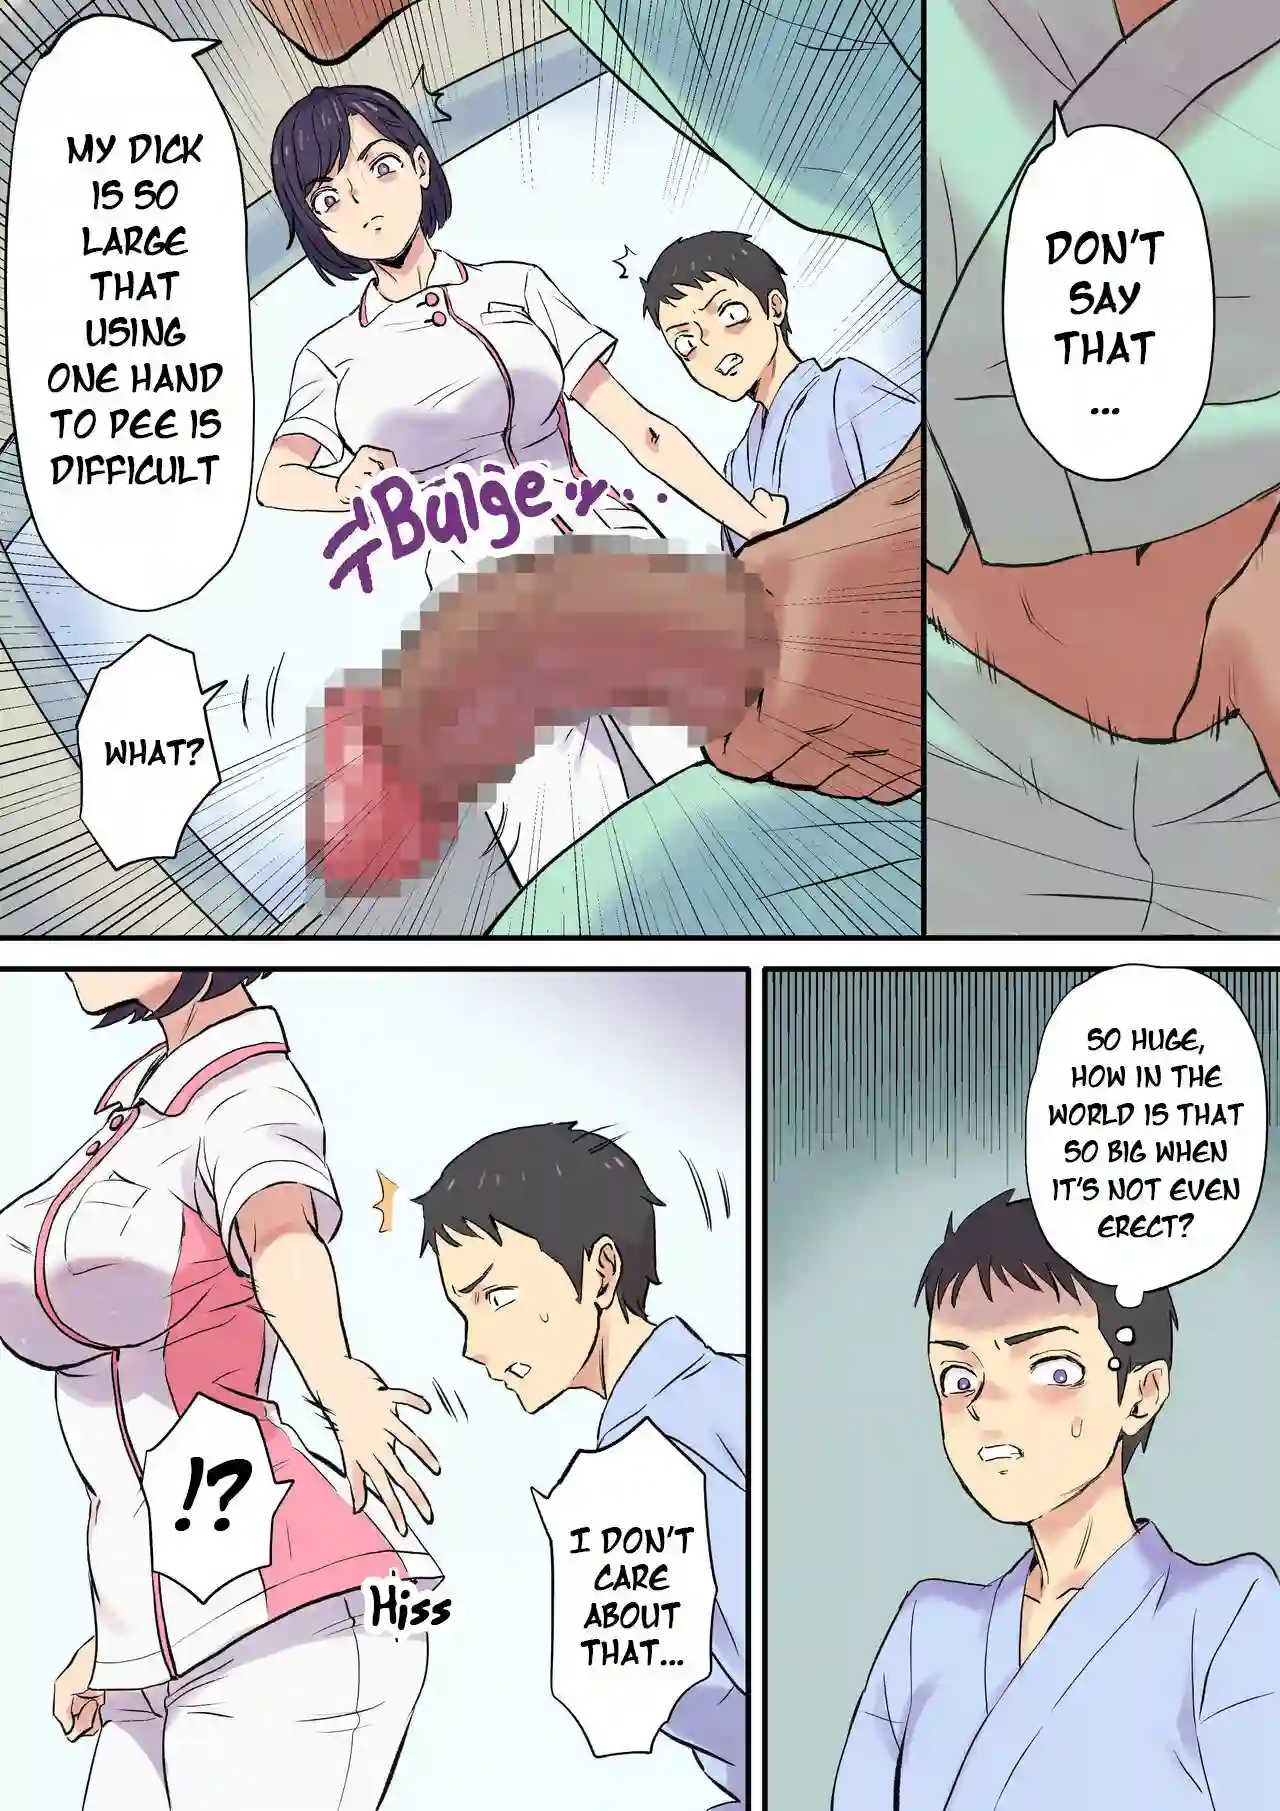 DON'T
SAY
THAT
...
MY DICK
IS SO
LARGE
THAT
USING
ONE HAND
TO PEE IS
DIFFICULT
Bulge...
WHAT?
SO HUGE,
HOW IN THE
WORLD IS THAT
SO BIG WHEN
IT'S NOT EVEN
ERECT?
I DON'T
CARE
ABOUT
THAT...
!?
Hiss